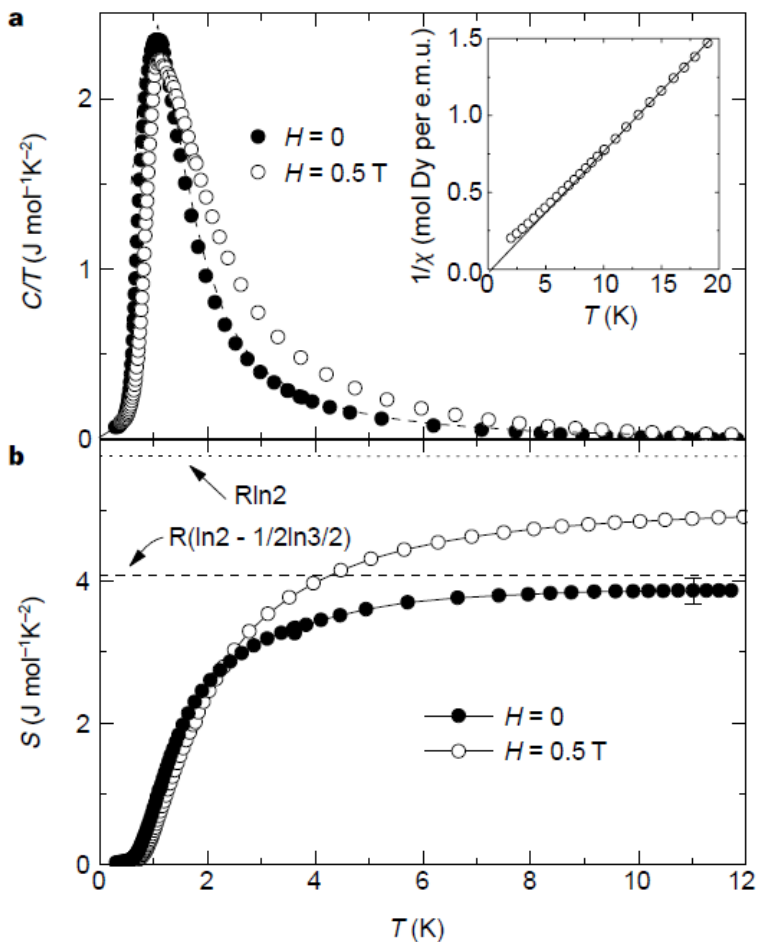 a
2
1
0
C/T (J mol⁻¹K⁻²)
H = 0
H = 0.5 T
1.5
1.0
0.5
0.0
1/χ (mol Dy per e.m.u.)
5
10
15
20
T (K)
b
Rln2
R(ln2 - 1/2ln3/2)
4
2
0
S (J mol⁻¹K⁻²)
H = 0
H = 0.5 T
0
2
4
6
8
10
12
T (K)